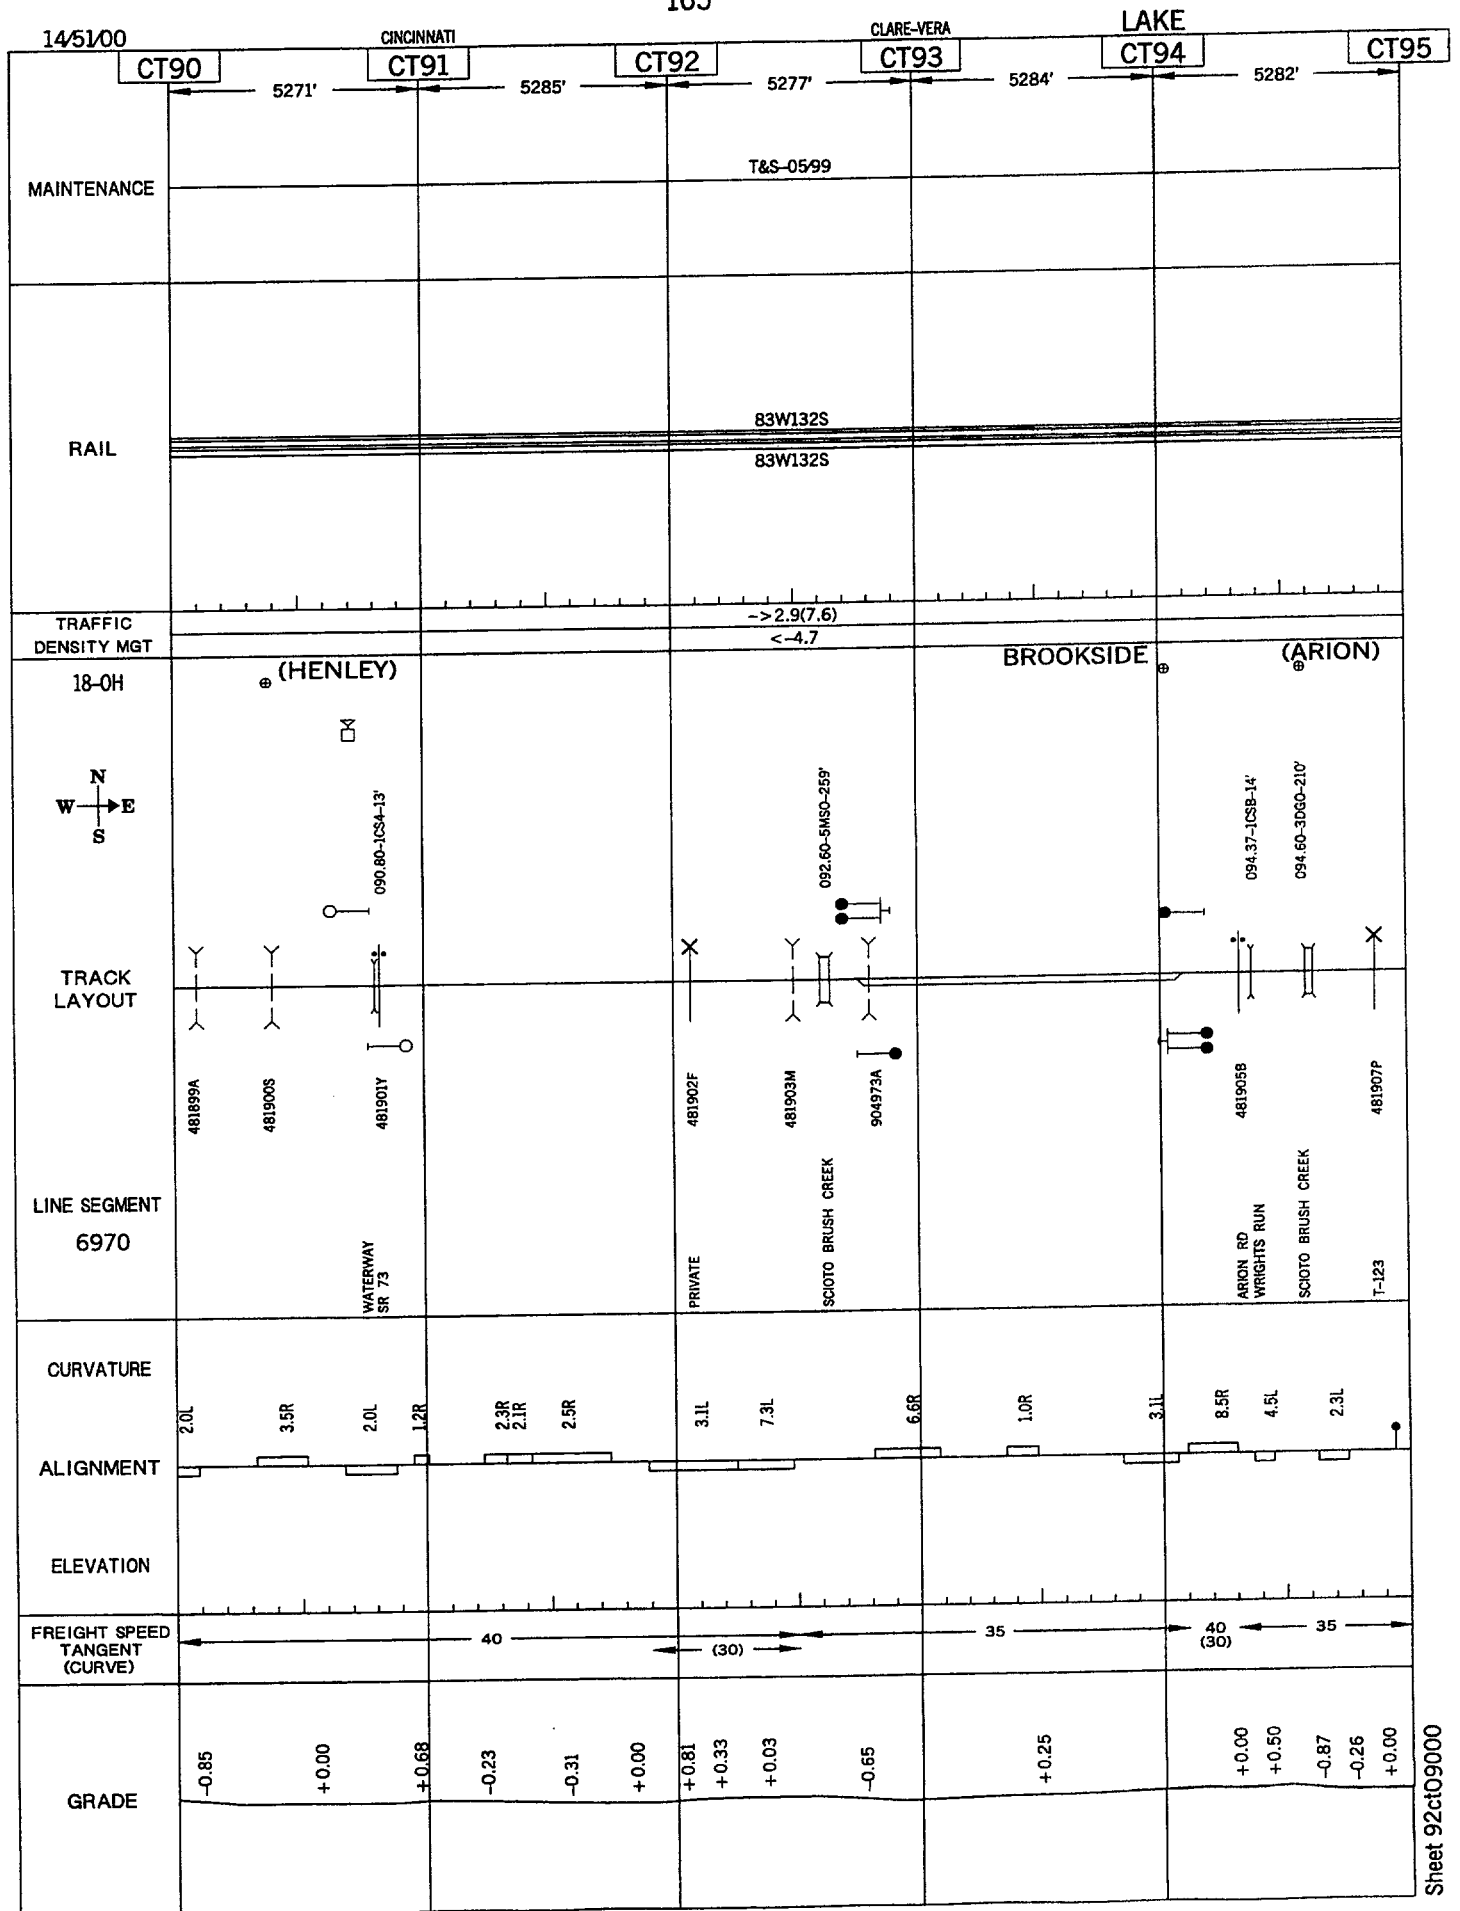 165
14/51/00
CINCINNATI
CLARE-VERA
LAKE
CT90
CT91
CT92
CT93
CT94
CT95
5271'
5285'
5277'
5284'
5282'
MAINTENANCE
T&S-05/99
RAIL
83W132S
83W132S
TRAFFIC
DENSITY MGT
->2.9(7.6)
<-4.7
18-OH
(HENLEY)
BROOKSIDE
(ARION)
N
W E
S
090.80-1CS4-13'
092.60-5MSO-259'
094.37-1CSB-14'
094.60-3DGO-210'
TRACK
LAYOUT
481899A
481900S
481901Y
481902F
481903M
904973A
481905B
481907P
LINE SEGMENT
6970
WATERWAY
SR 73
PRIVATE
SCIOTO BRUSH CREEK
ARION RD
WRIGHTS RUN
SCIOTO BRUSH CREEK
T-123
CURVATURE
2.0L
3.5R
2.0L
1.2R
2.3R
2.1R
2.5R
3.1L
7.3L
6.6R
1.0R
3.1L
8.5R
4.5L
2.3L
ALIGNMENT
ELEVATION
FREIGHT SPEED
TANGENT
(CURVE)
40
(30)
35
40
(30)
35
GRADE
-0.85
+0.00
+0.68
-0.23
-0.31
+0.00
+0.81
+0.33
+0.03
-0.65
+0.25
+0.00
+0.50
-0.87
-0.26
+0.00
Sheet 92ct09000